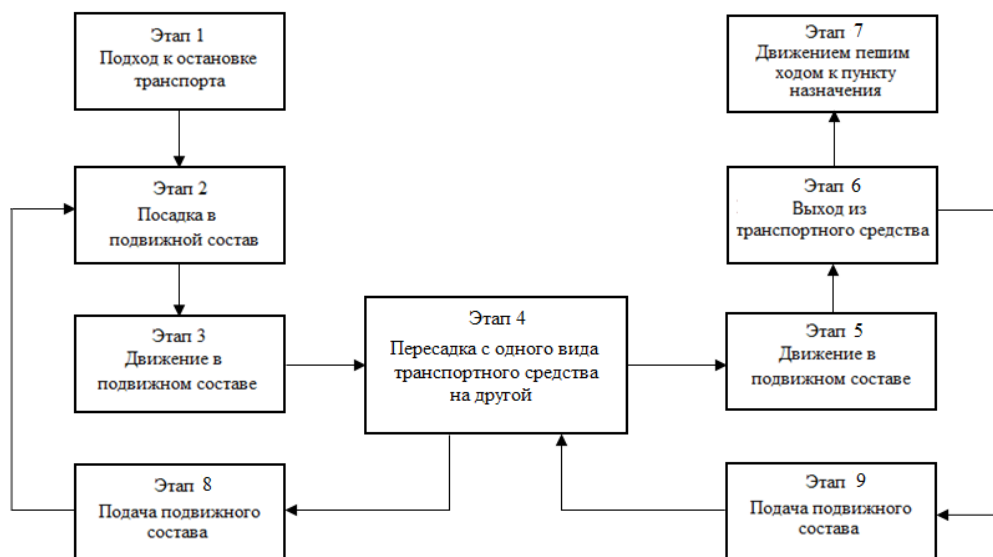 Этап 1
Подход к остановке
транспорта
Этап 2
Посадка в
подвижной состав
Этап 3
Движение в
подвижном составе
Этап 4
Пересадка с одного вида
транспортного средства
на другой
Этап 5
Движение в
подвижном составе
Этап 6
Выход из
транспортного средства
Этап 7
Движением пешим
ходом к пункту
назначения
Этап 8
Подача подвижного
состава
Этап 9
Подача подвижного
состава